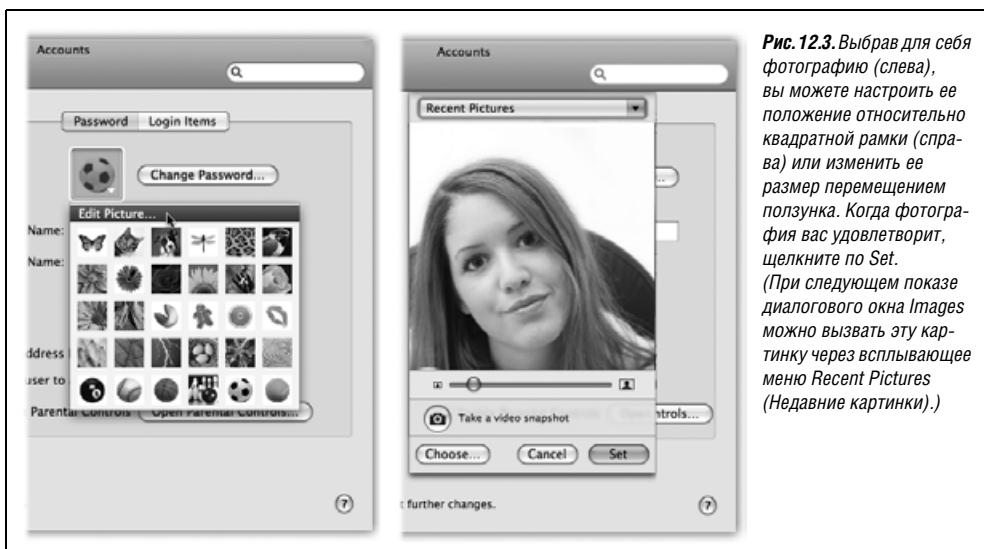 Accounts
Password Login Items
Change Password...
Edit Picture...
Name:
Name:
ddress
user to
Parental Controls Open Parental Controls...
?
Accounts
Recent Pictures
Take a video snapshot
ntrols...
Choose... Cancel Set
further changes.
?
Рис. 12.3. Выбрав для себя
фотографию (слева),
вы можете настроить ее
положение относительно
квадратной рамки (спра-
ва) или изменить ее
размер перемещением
ползунка. Когда фотогра-
фия вас удовлетворит,
щелкните по Set.
(При следующем показе
диалогового окна Images
можно вызвать эту кар-
тинку через всплывающее
меню Recent Pictures
(Недавние картинки).)